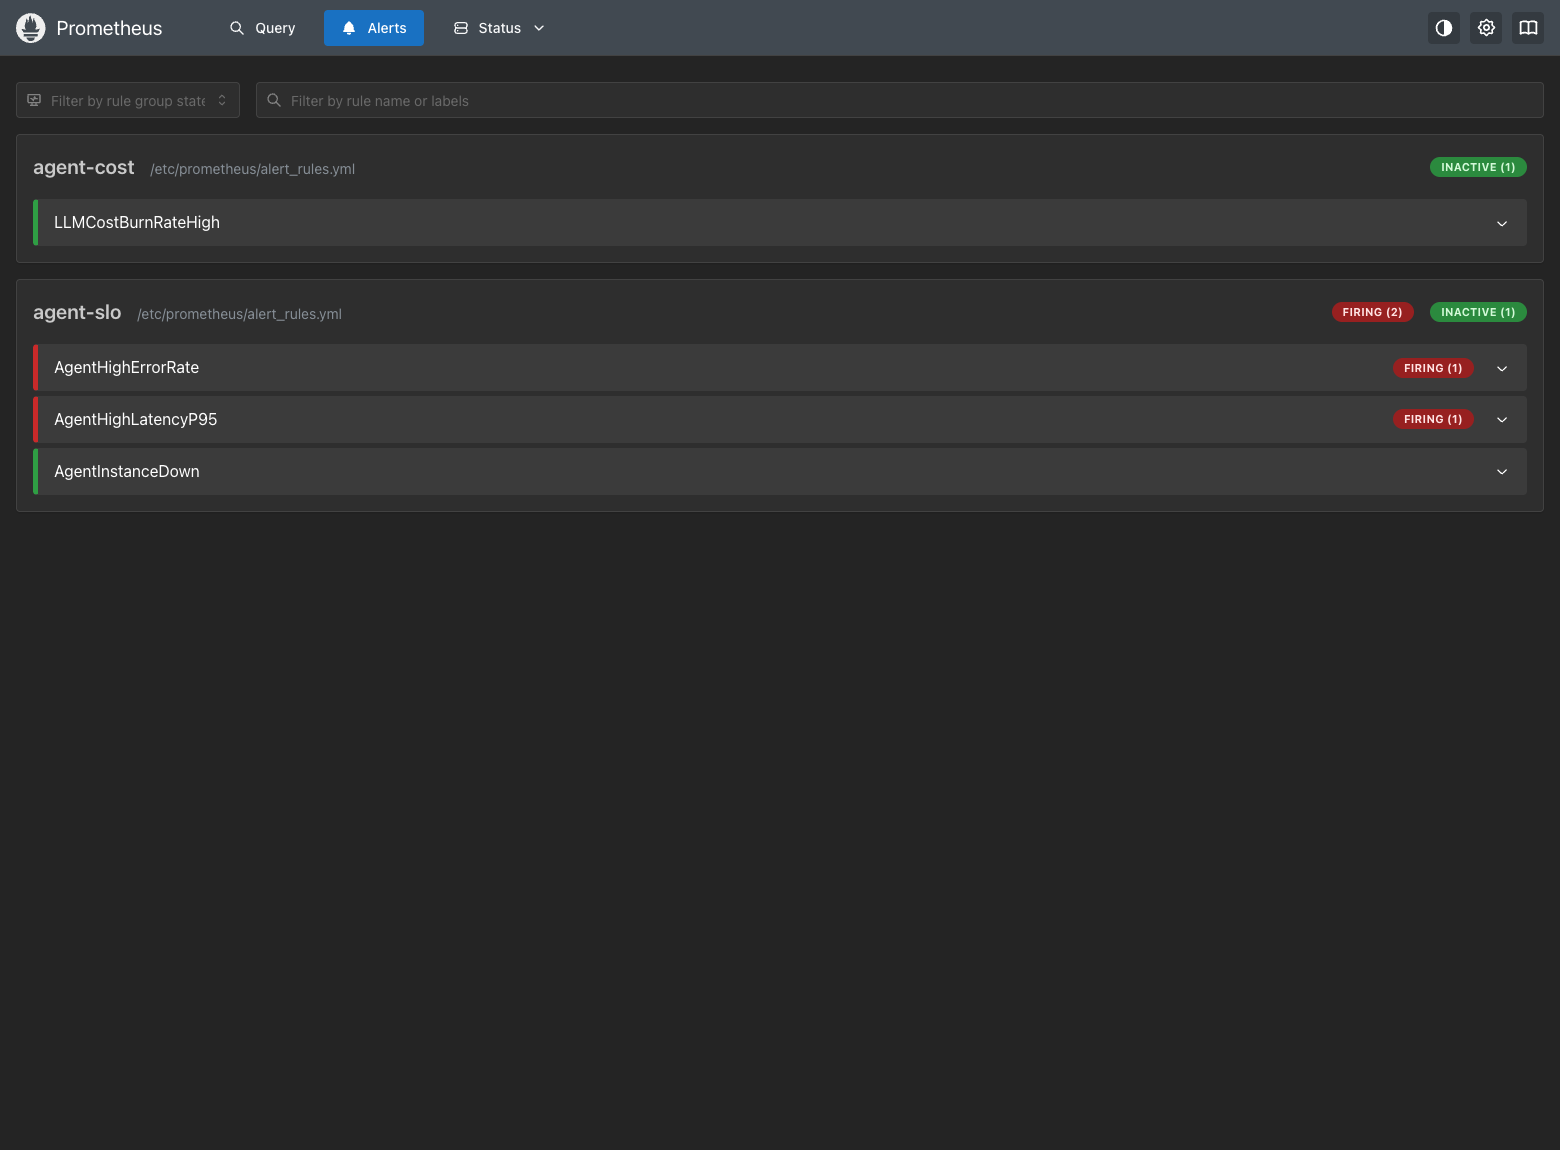 Prometheus Query Alerts Status
Filter by rule group state Filter by rule name or labels
agent-cost /etc/prometheus/alert_rules.yml INACTIVE (1)
LLMCostBurnRateHigh
agent-slo /etc/prometheus/alert_rules.yml FIRING (2) INACTIVE (1)
AgentHighErrorRate FIRING (1)
AgentHighLatencyP95 FIRING (1)
AgentInstanceDown